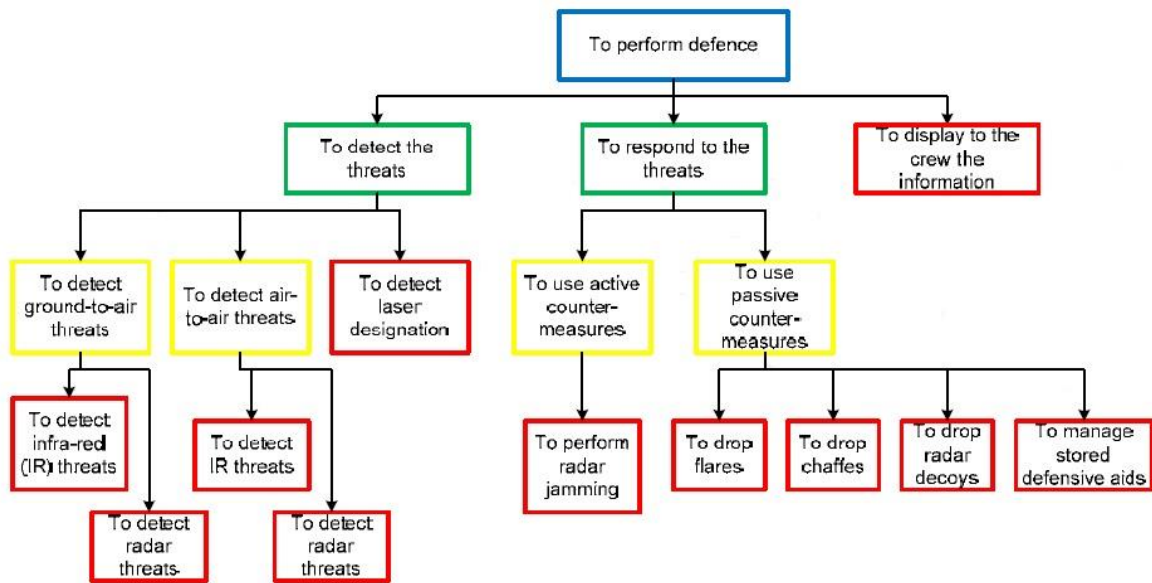 To perform defence
To detect the
threats
To respond to the
threats
To display to the
crew the
information
To detect
ground-to-air
threats
To detect air-
to-air threats
To detect
laser
designation
To use active
counter-
measures
To use
passive
counter-
measures
To detect
infra-red
(IR) threats
To detect
IR threats
To perform
radar
jamming
To drop
flares
To drop
chaffes
To drop
radar
decoys
To manage
stored
defensive aids
To detect
radar
threats
To detect
radar
threats